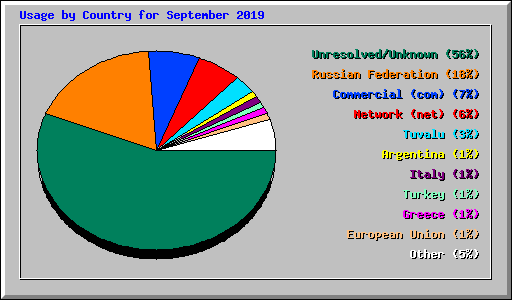 Usage by Country for September 2019
Unresolved/Unknown (56%)
Russian Federation (18%)
Commercial (com) (7%)
Network (net) (6%)
Tuvalu (3%)
Argentina (1%)
Italy (1%)
Turkey (1%)
Greece (1%)
European Union (1%)
Other (5%)